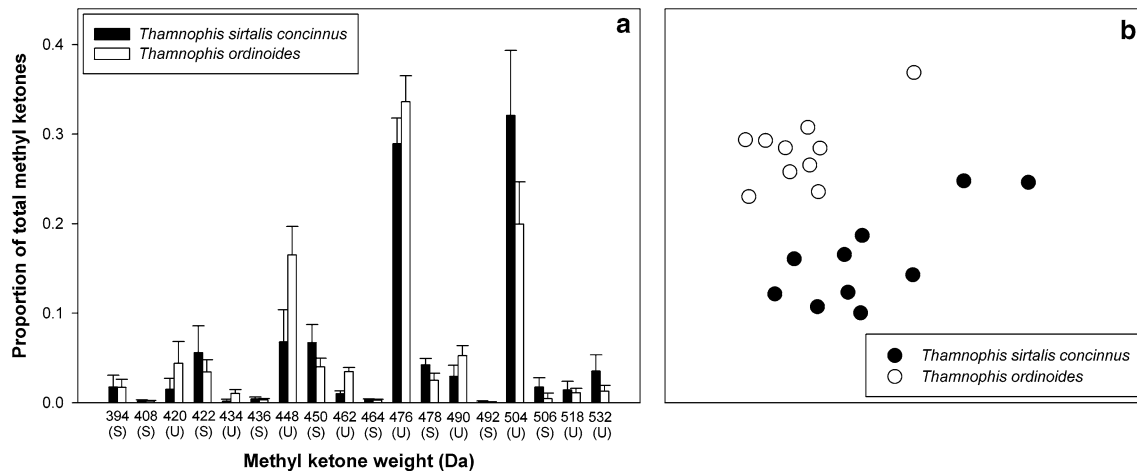 a
Thamnophis sirtalis concinnus
Thamnophis ordinoides
Proportion of total methyl ketones
0.4
0.3
0.2
0.1
0.0
394 408 420 422 434 436 448 450 462 464 476 478 490 492 504 506 518 532
(S) (S) (U) (S) (U) (S) (U) (S) (U) (S) (U) (S) (U) (S) (U) (S) (U) (U)
Methyl ketone weight (Da)
b
Thamnophis sirtalis concinnus
Thamnophis ordinoides